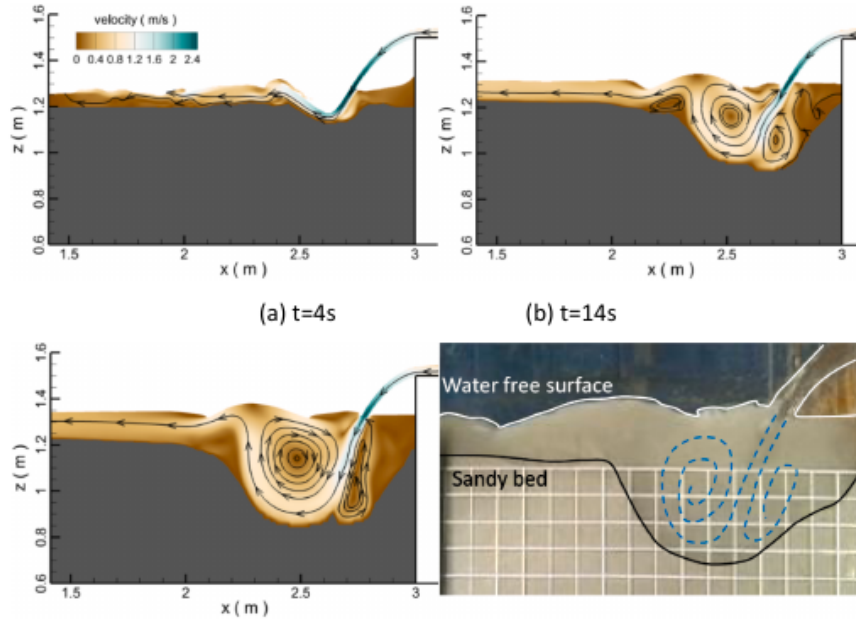 velocity ( m/s )
0 0.4 0.8 1.2 1.6 2 2.4
1.6
1.4
1.2
1
0.8
0.6
z ( m )
1.5 2 2.5 3
x ( m )
(a) t=4s
1.6
1.4
1.2
1
0.8
0.6
z ( m )
1.5 2 2.5 3
x ( m )
(b) t=14s
1.6
1.4
1.2
1
0.8
0.6
z ( m )
1.5 2 2.5 3
x ( m )
Water free surface
Sandy bed